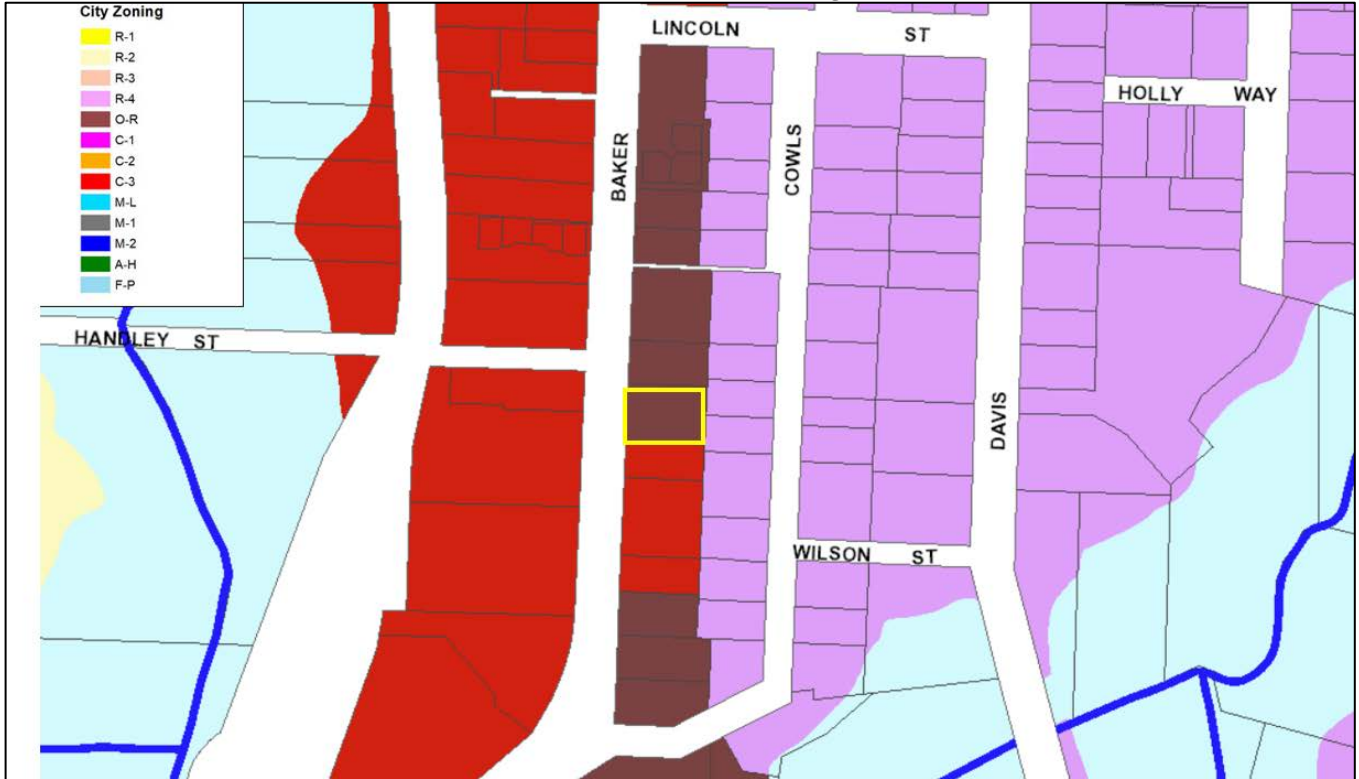 City Zoning
R-1
R-2
R-3
R-4
O-R
C-1
C-2
C-3
M-L
M-1
M-2
A-H
F-P
LINCOLN ST
HOLLY WAY
BAKER
COWLS
HANDLEY ST
DAVIS
WILSON ST